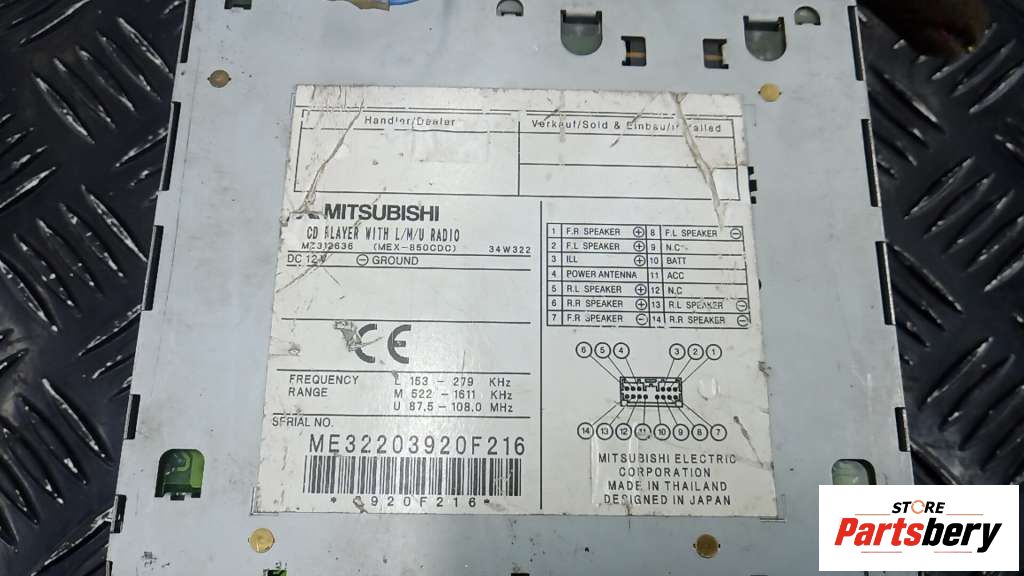 Handler/Dealer
Verkauf/Sold & Einbau/Installed
MITSUBISHI
CD PLAYER WITH L/M/U RADIO
MZ312636 (MEX-850CDC) 34W322
DC 12V ⊖ GROUND
1 F.R SPEAKER ⊕ 8 F.L SPEAKER ⊖
2 F.L SPEAKER ⊕ 9 N.C
3 ILL ⊕ 10 BATT
4 POWER ANTENNA 11 ACC
5 R.L SPEAKER ⊕ 12 N.C
6 R.R SPEAKER ⊕ 13 R.L SPEAKER ⊖
7 F.R SPEAKER ⊖ 14 R.R SPEAKER ⊖
CE
6 5 4 3 2 1
14 13 12 11 10 9 8 7
FREQUENCY RANGE
L 153 - 279 KHz
M 522 - 1611 KHz
U 87.5 - 108.0 MHz
SERIAL NO.
ME32203920F216
*3920F216*
MITSUBISHI ELECTRIC
CORPORATION
MADE IN THAILAND
DESIGNED IN JAPAN
STORE
Partsbery